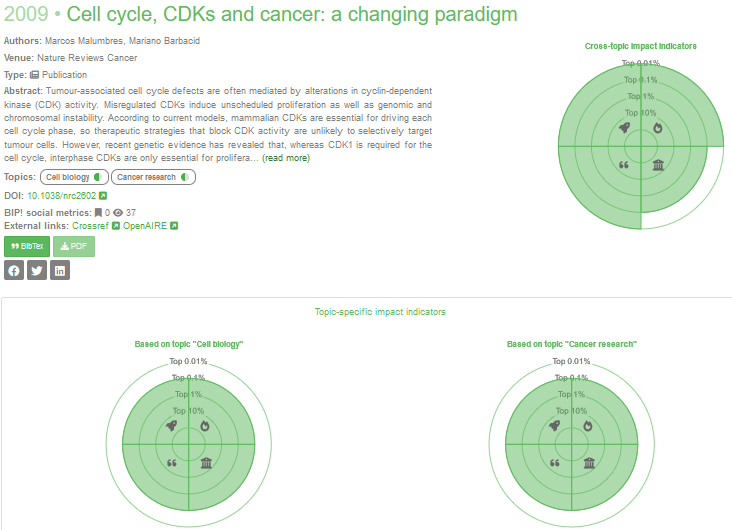 2009 • Cell cycle, CDKs and cancer: a changing paradigm
Authors: Marcos Malumbres, Mariano Barbacid
Venue: Nature Reviews Cancer
Type: Publication
Abstract: Tumour-associated cell cycle defects are often mediated by alterations in cyclin-dependent
kinase (CDK) activity. Misregulated CDKs induce unscheduled proliferation as well as genomic and
chromosomal instability. According to current models, mammalian CDKs are essential for driving each
cell cycle phase, so therapeutic strategies that block CDK activity are unlikely to selectively target
tumour cells. However, recent genetic evidence has revealed that, whereas CDK1 is required for the
cell cycle, interphase CDKs are only essential for prolifera... (read more)
Topics: Cell biology Cancer research
DOI: 10.1038/nrc2602
BIP! social metrics: 0 37
External links: Crossref OpenAIRE
BibTex PDF
Cross-topic impact indicators
Top 0.01%
Top 0.1%
Top 1%
Top 10%
Topic-specific impact indicators
Based on topic "Cell biology"
Top 0.01%
Top 0.1%
Top 1%
Top 10%
Based on topic "Cancer research"
Top 0.01%
Top 0.1%
Top 1%
Top 10%